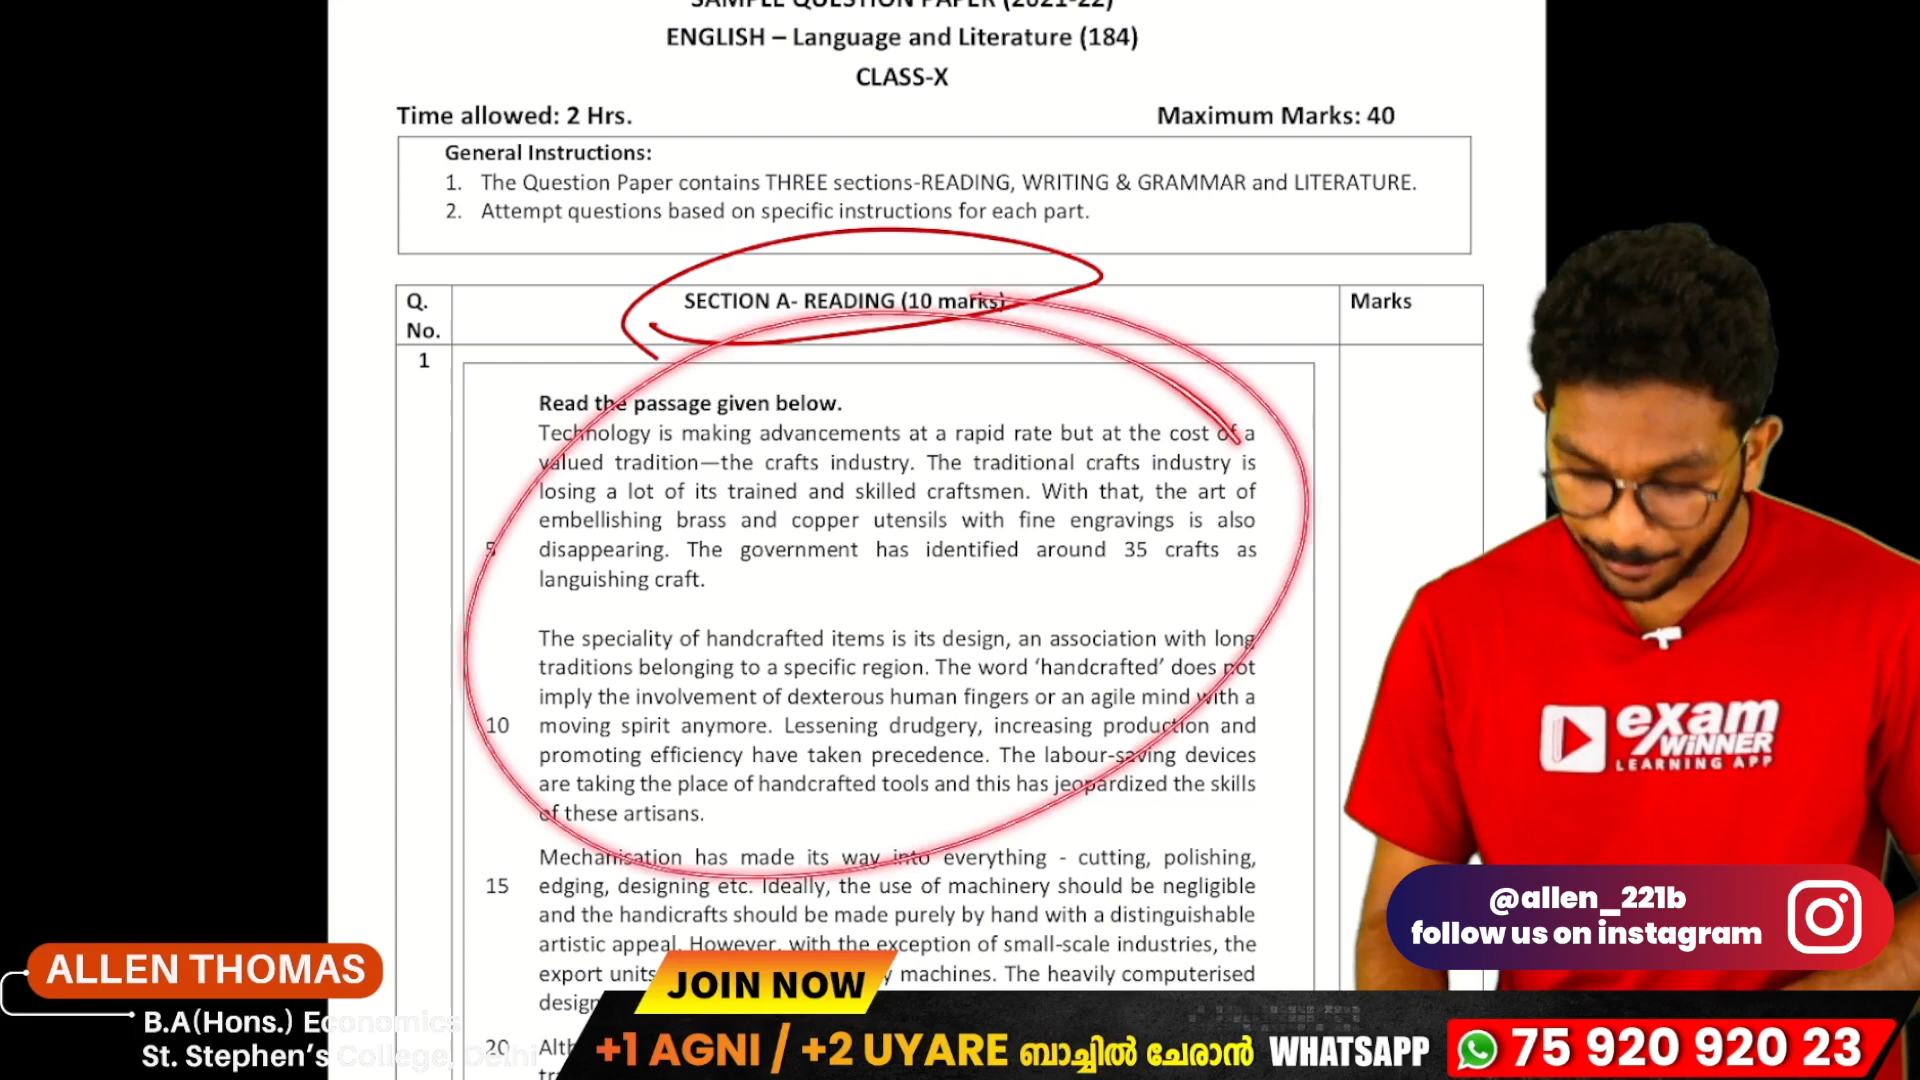 SAMPLE QUESTION PAPER (2021-22)
ENGLISH – Language and Literature (184)
CLASS-X
Time allowed: 2 Hrs. Maximum Marks: 40
General Instructions:
1. The Question Paper contains THREE sections-READING, WRITING & GRAMMAR and LITERATURE.
2. Attempt questions based on specific instructions for each part.
Q. No. SECTION A- READING (10 marks) Marks
1
Read the passage given below.
Technology is making advancements at a rapid rate but at the cost of a
valued tradition—the crafts industry. The traditional crafts industry is
losing a lot of its trained and skilled craftsmen. With that, the art of
embellishing brass and copper utensils with fine engravings is also
5 disappearing. The government has identified around 35 crafts as
languishing craft.
The speciality of handcrafted items is its design, an association with long
traditions belonging to a specific region. The word ‘handcrafted’ does not
imply the involvement of dexterous human fingers or an agile mind with a
10 moving spirit anymore. Lessening drudgery, increasing production and
promoting efficiency have taken precedence. The labour-saving devices
are taking the place of handcrafted tools and this has jeopardized the skills
of these artisans.
Mechanisation has made its way into everything - cutting, polishing,
15 edging, designing etc. Ideally, the use of machinery should be negligible
and the handicrafts should be made purely by hand with a distinguishable
artistic appeal. However, with the exception of small-scale industries, the
export units machines. The heavily computerised
20
exam
WINNER
LEARNING APP
@allen_221b
follow us on instagram
ALLEN THOMAS
B.A(Hons.) Economics
St. Stephen’s College, Delhi
JOIN NOW
+1 AGNI / +2 UYARE ബാച്ചിൽ ചേരാൻ WHATSAPP 75 920 920 23